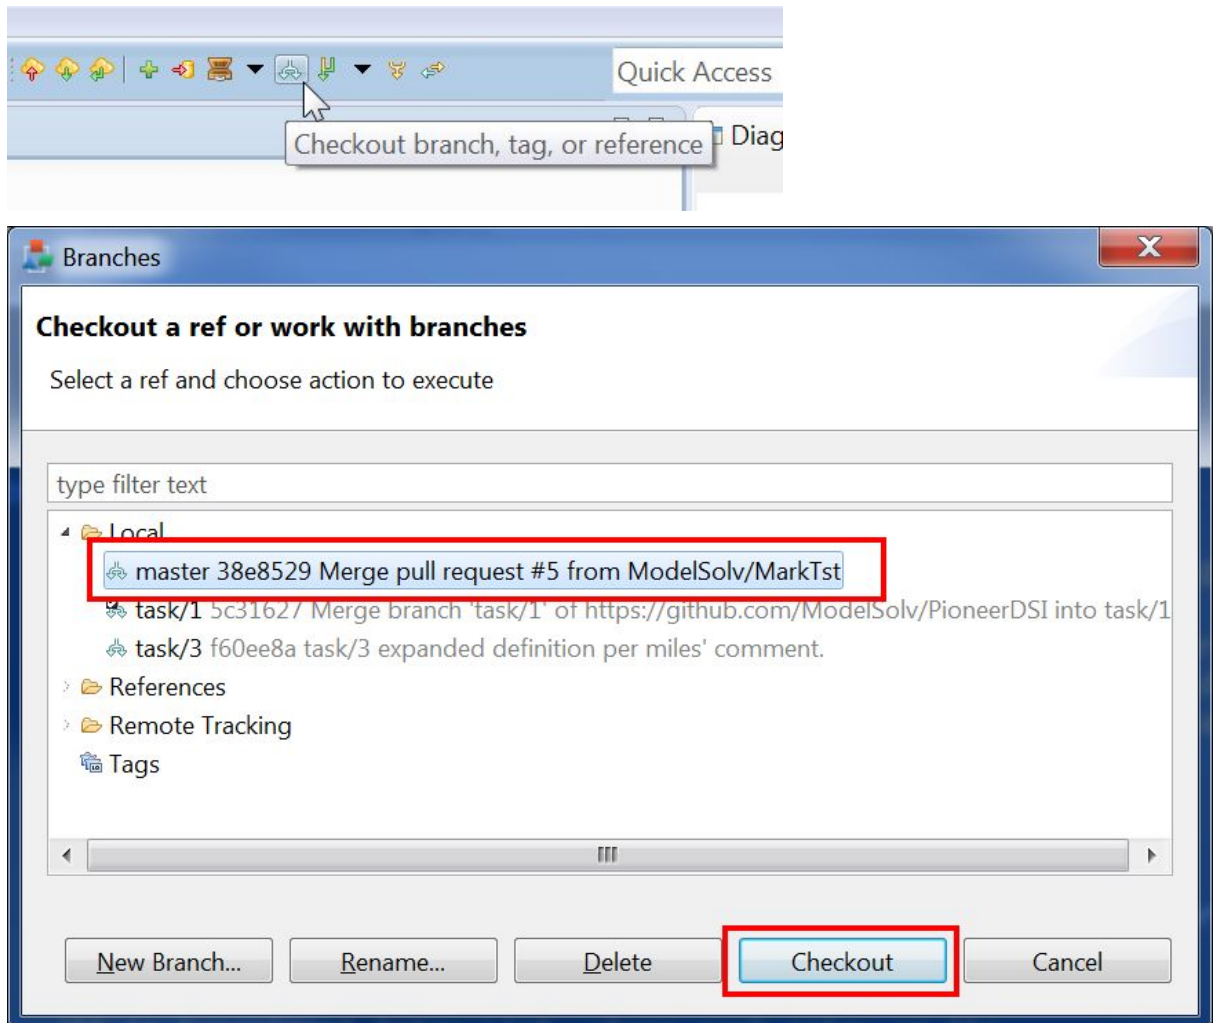 Quick Access
Checkout branch, tag, or reference
Diag
Branches
Checkout a ref or work with branches
Select a ref and choose action to execute
type filter text
Local
master 38e8529 Merge pull request #5 from ModelSolv/MarkTst
task/1 5c31627 Merge branch 'task/1' of https://github.com/ModelSolv/PioneerDSI into task/1
task/3 f60ee8a task/3 expanded definition per miles' comment.
References
Remote Tracking
Tags
New Branch... Rename... Delete Checkout Cancel